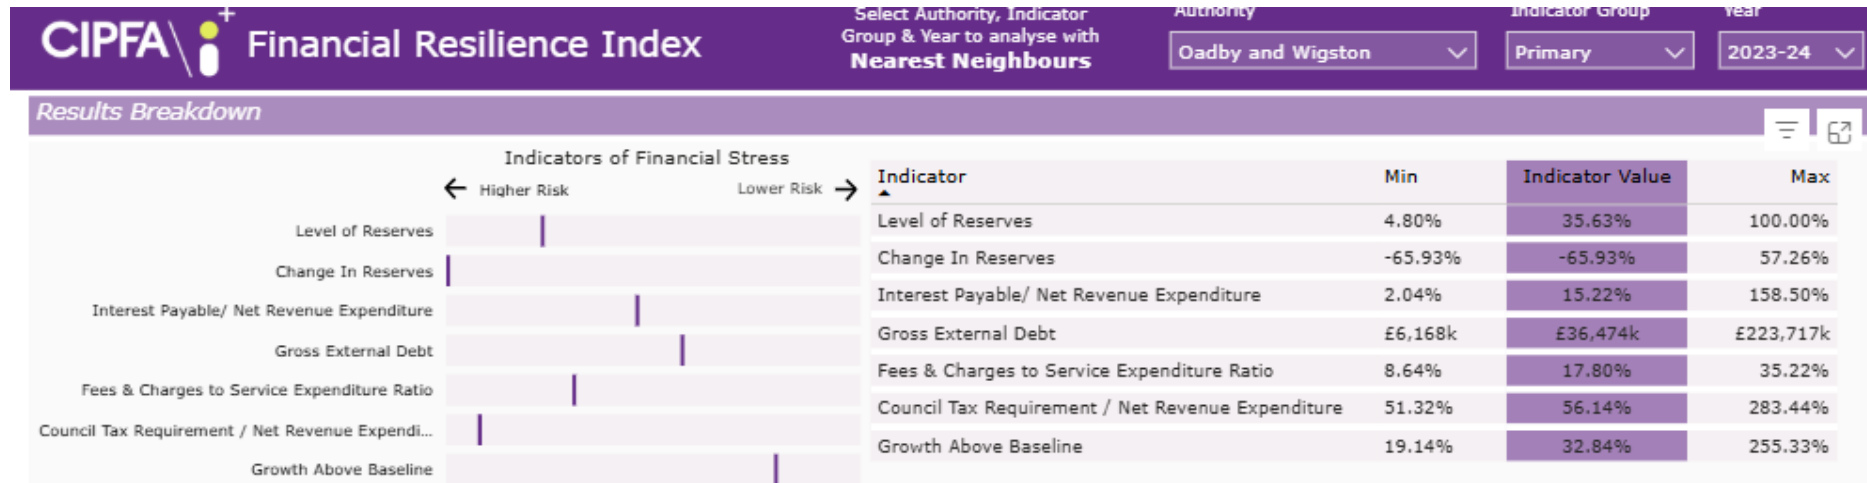 CIPFA\ Financial Resilience Index
Select Authority, Indicator
Group & Year to analyse with
Nearest Neighbours
Authority
Oadby and Wigston
Indicator Group
Primary
Year
2023-24
Results Breakdown
Indicators of Financial Stress
← Higher Risk Lower Risk →
Level of Reserves
Change In Reserves
Interest Payable/ Net Revenue Expenditure
Gross External Debt
Fees & Charges to Service Expenditure Ratio
Council Tax Requirement / Net Revenue Expendi...
Growth Above Baseline
Indicator Min Indicator Value Max
Level of Reserves 4.80% 35.63% 100.00%
Change In Reserves -65.93% -65.93% 57.26%
Interest Payable/ Net Revenue Expenditure 2.04% 15.22% 158.50%
Gross External Debt £6,168k £36,474k £223,717k
Fees & Charges to Service Expenditure Ratio 8.64% 17.80% 35.22%
Council Tax Requirement / Net Revenue Expenditure 51.32% 56.14% 283.44%
Growth Above Baseline 19.14% 32.84% 255.33%